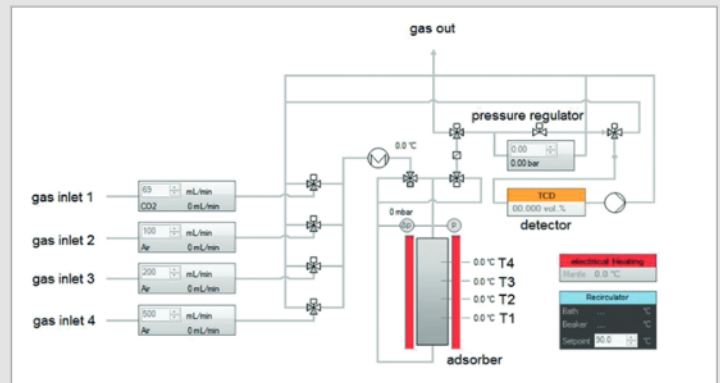 gas out
pressure regulator
0.00
0.00 bar
0.0 °C
gas inlet 1
69 mL/min
CO2 0 mL/min
gas inlet 2
100 mL/min
Air 0 mL/min
gas inlet 3
200 mL/min
Air 0 mL/min
gas inlet 4
500 mL/min
Air 0 mL/min
TCD
00.000 vol.%
detector
0 mbar
Δp
P
0.0 °C T4
0.0 °C T3
0.0 °C T2
0.0 °C T1
adsorber
electrical Heating
Mantle 0.0 °C
Recirculator
Bath ... °C
Beaker ... °C
Setpoint 90.0 °C